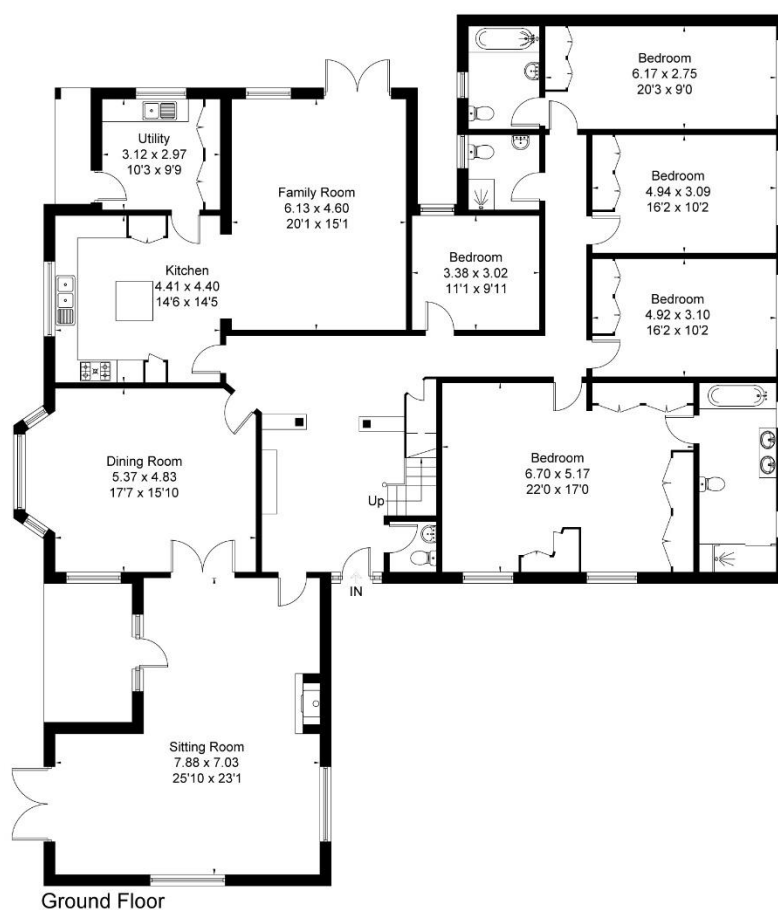 Bedroom
6.17 x 2.75
20'3 x 9'0
Utility
3.12 x 2.97
10'3 x 9'9
Family Room
6.13 x 4.60
20'1 x 15'1
Bedroom
4.94 x 3.09
16'2 x 10'2
Kitchen
4.41 x 4.40
14'6 x 14'5
Bedroom
3.38 x 3.02
11'1 x 9'11
Bedroom
4.92 x 3.10
16'2 x 10'2
Dining Room
5.37 x 4.83
17'7 x 15'10
Bedroom
6.70 x 5.17
22'0 x 17'0
Up
IN
Sitting Room
7.88 x 7.03
25'10 x 23'1
Ground Floor